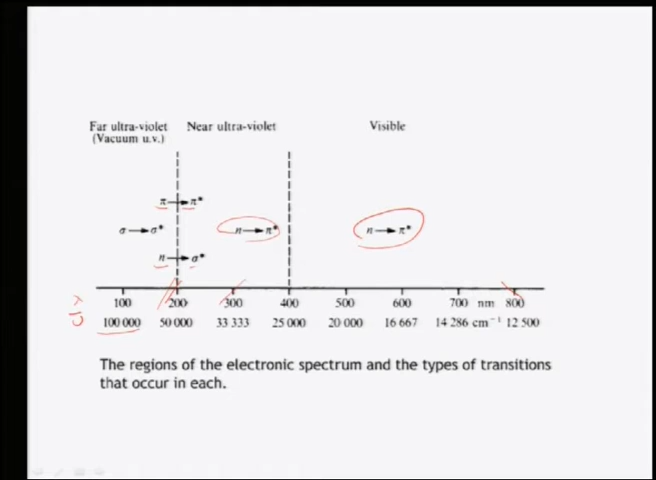 Far ultra-violet Near ultra-violet Visible
(Vacuum u.v.)
π→π*
σ→σ* n→π* n→π*
n→σ*
λ 100 200 300 400 500 600 700 nm 800
ῡ 100 000 50 000 33 333 25 000 20 000 16 667 14 286 cm⁻¹ 12 500
The regions of the electronic spectrum and the types of transitions
that occur in each.